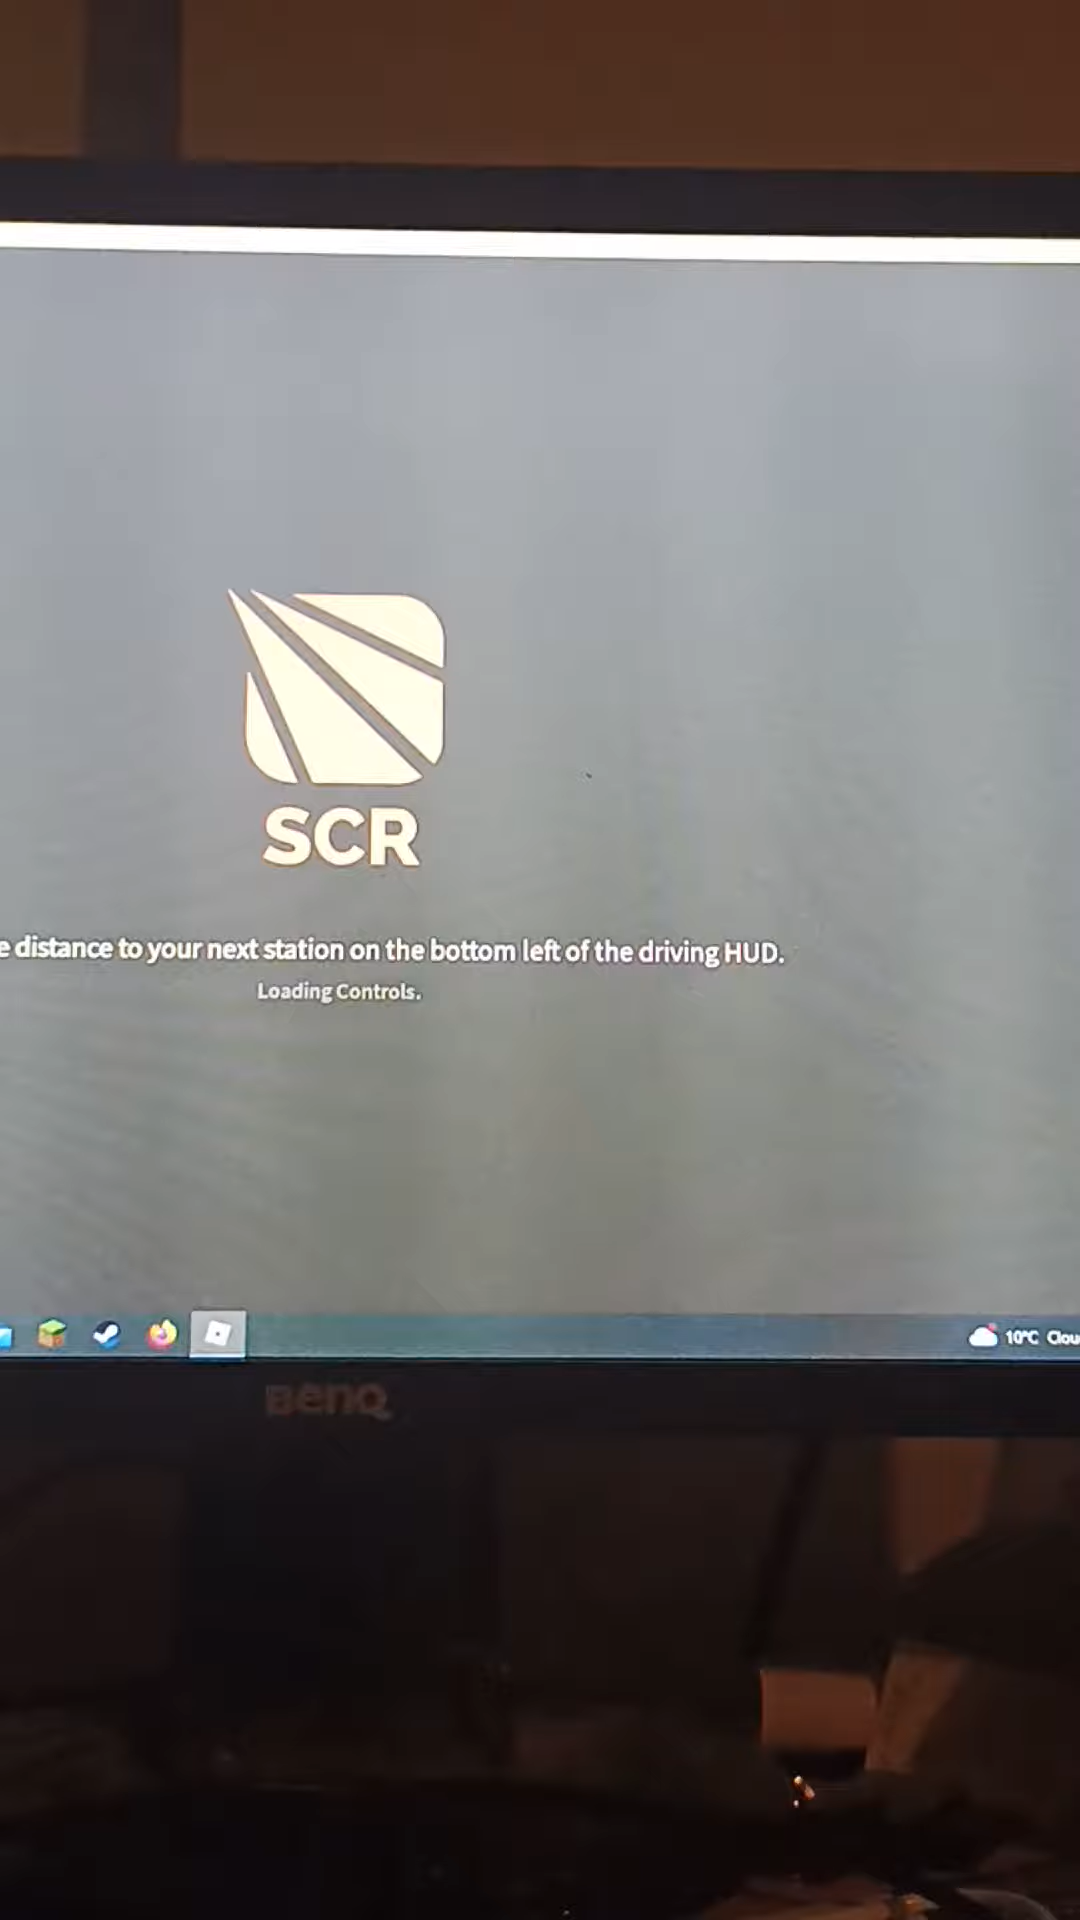 SCR
distance to your next station on the bottom left of the driving HUD.
Loading Controls.
10°C
BenQ